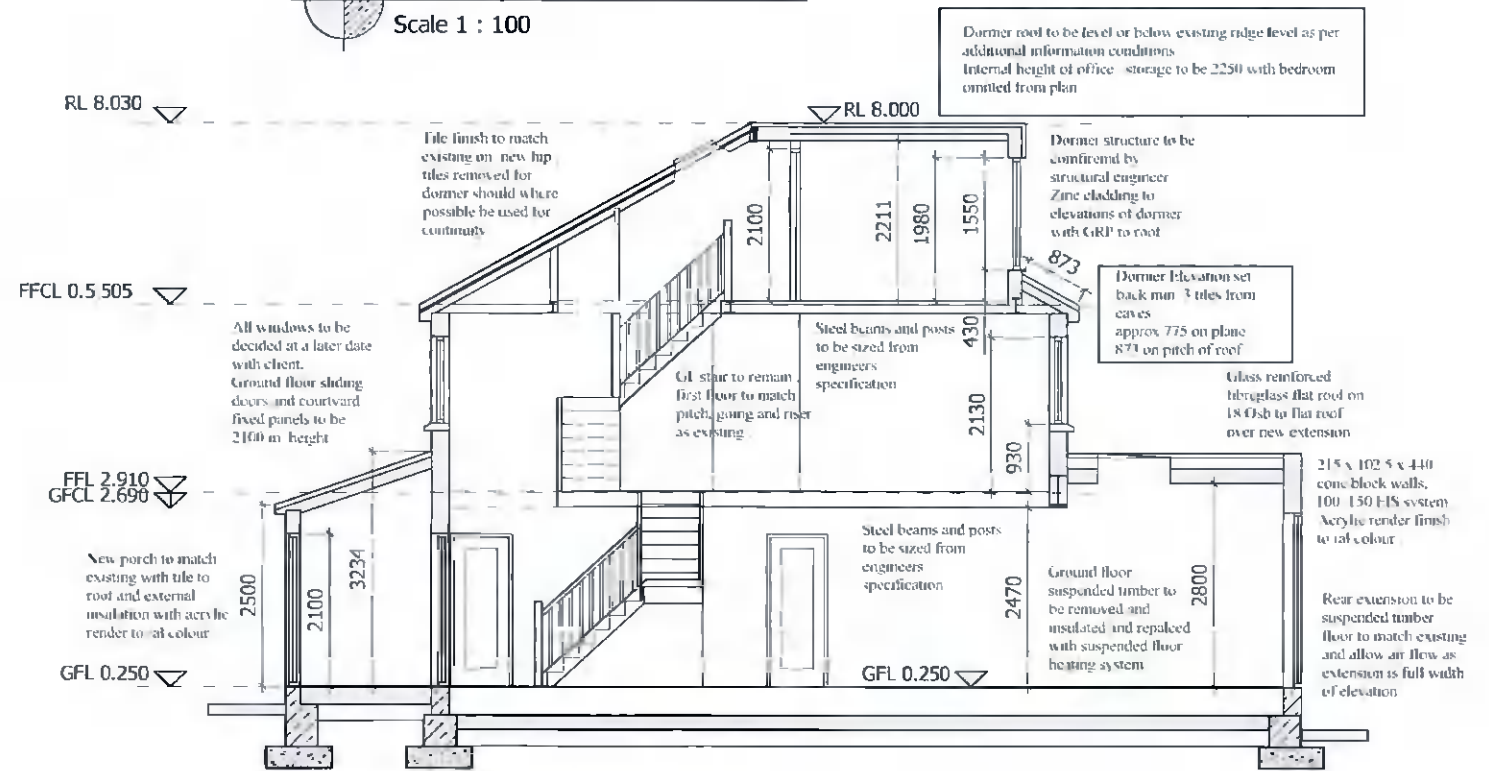 Scale 1 : 100
Dormer roof to be level or below existing ridge level as per
additional information conditions
Internal height of office storage to be 2250 with bedroom
omitted from plan
RL 8.030
RL 8.000
Tile finish to match
existing on new hip
tiles removed for
dormer should where
possible be used for
continuity
Dormer structure to be
comfiremd by
structural engineer
Zinc cladding to
elevations of dormer
with GRP to roof
2100
2211
1980
1550
873
FFCL 0.5 505
Dormer Elevation set
back min 3 tiles from
eaves
approx 775 on plane
873 on pitch of roof
All windows to be
decided at a later date
with client.
Ground floor sliding
doors and courtyard
fixed panels to be
2100 m height
Steel beams and posts
to be sized from
engineers
specification
430
GF stair to remain
first floor to match
pitch, going and riser
as existing
2130
930
Glass reinforced
fibreglass flat roof on
18 Osb to flat roof
over new extension
FFL 2.910
GFCL 2.690
215 x 102.5 x 440
conc block walls,
100 150 EIS system
Acrylic render finish
to ral colour
New porch to match
existing with tile to
roof and external
insulation with acrylic
render to ral colour
2500
2100
3234
Steel beams and posts
to be sized from
engineers
specification
2470
Ground floor
suspended timber to
be removed and
insulated and repalced
with suspended floor
heating system
2800
Rear extension to be
suspended timber
floor to match existing
and allow air flow as
extension is full width
of elevation
GFL 0.250
GFL 0.250